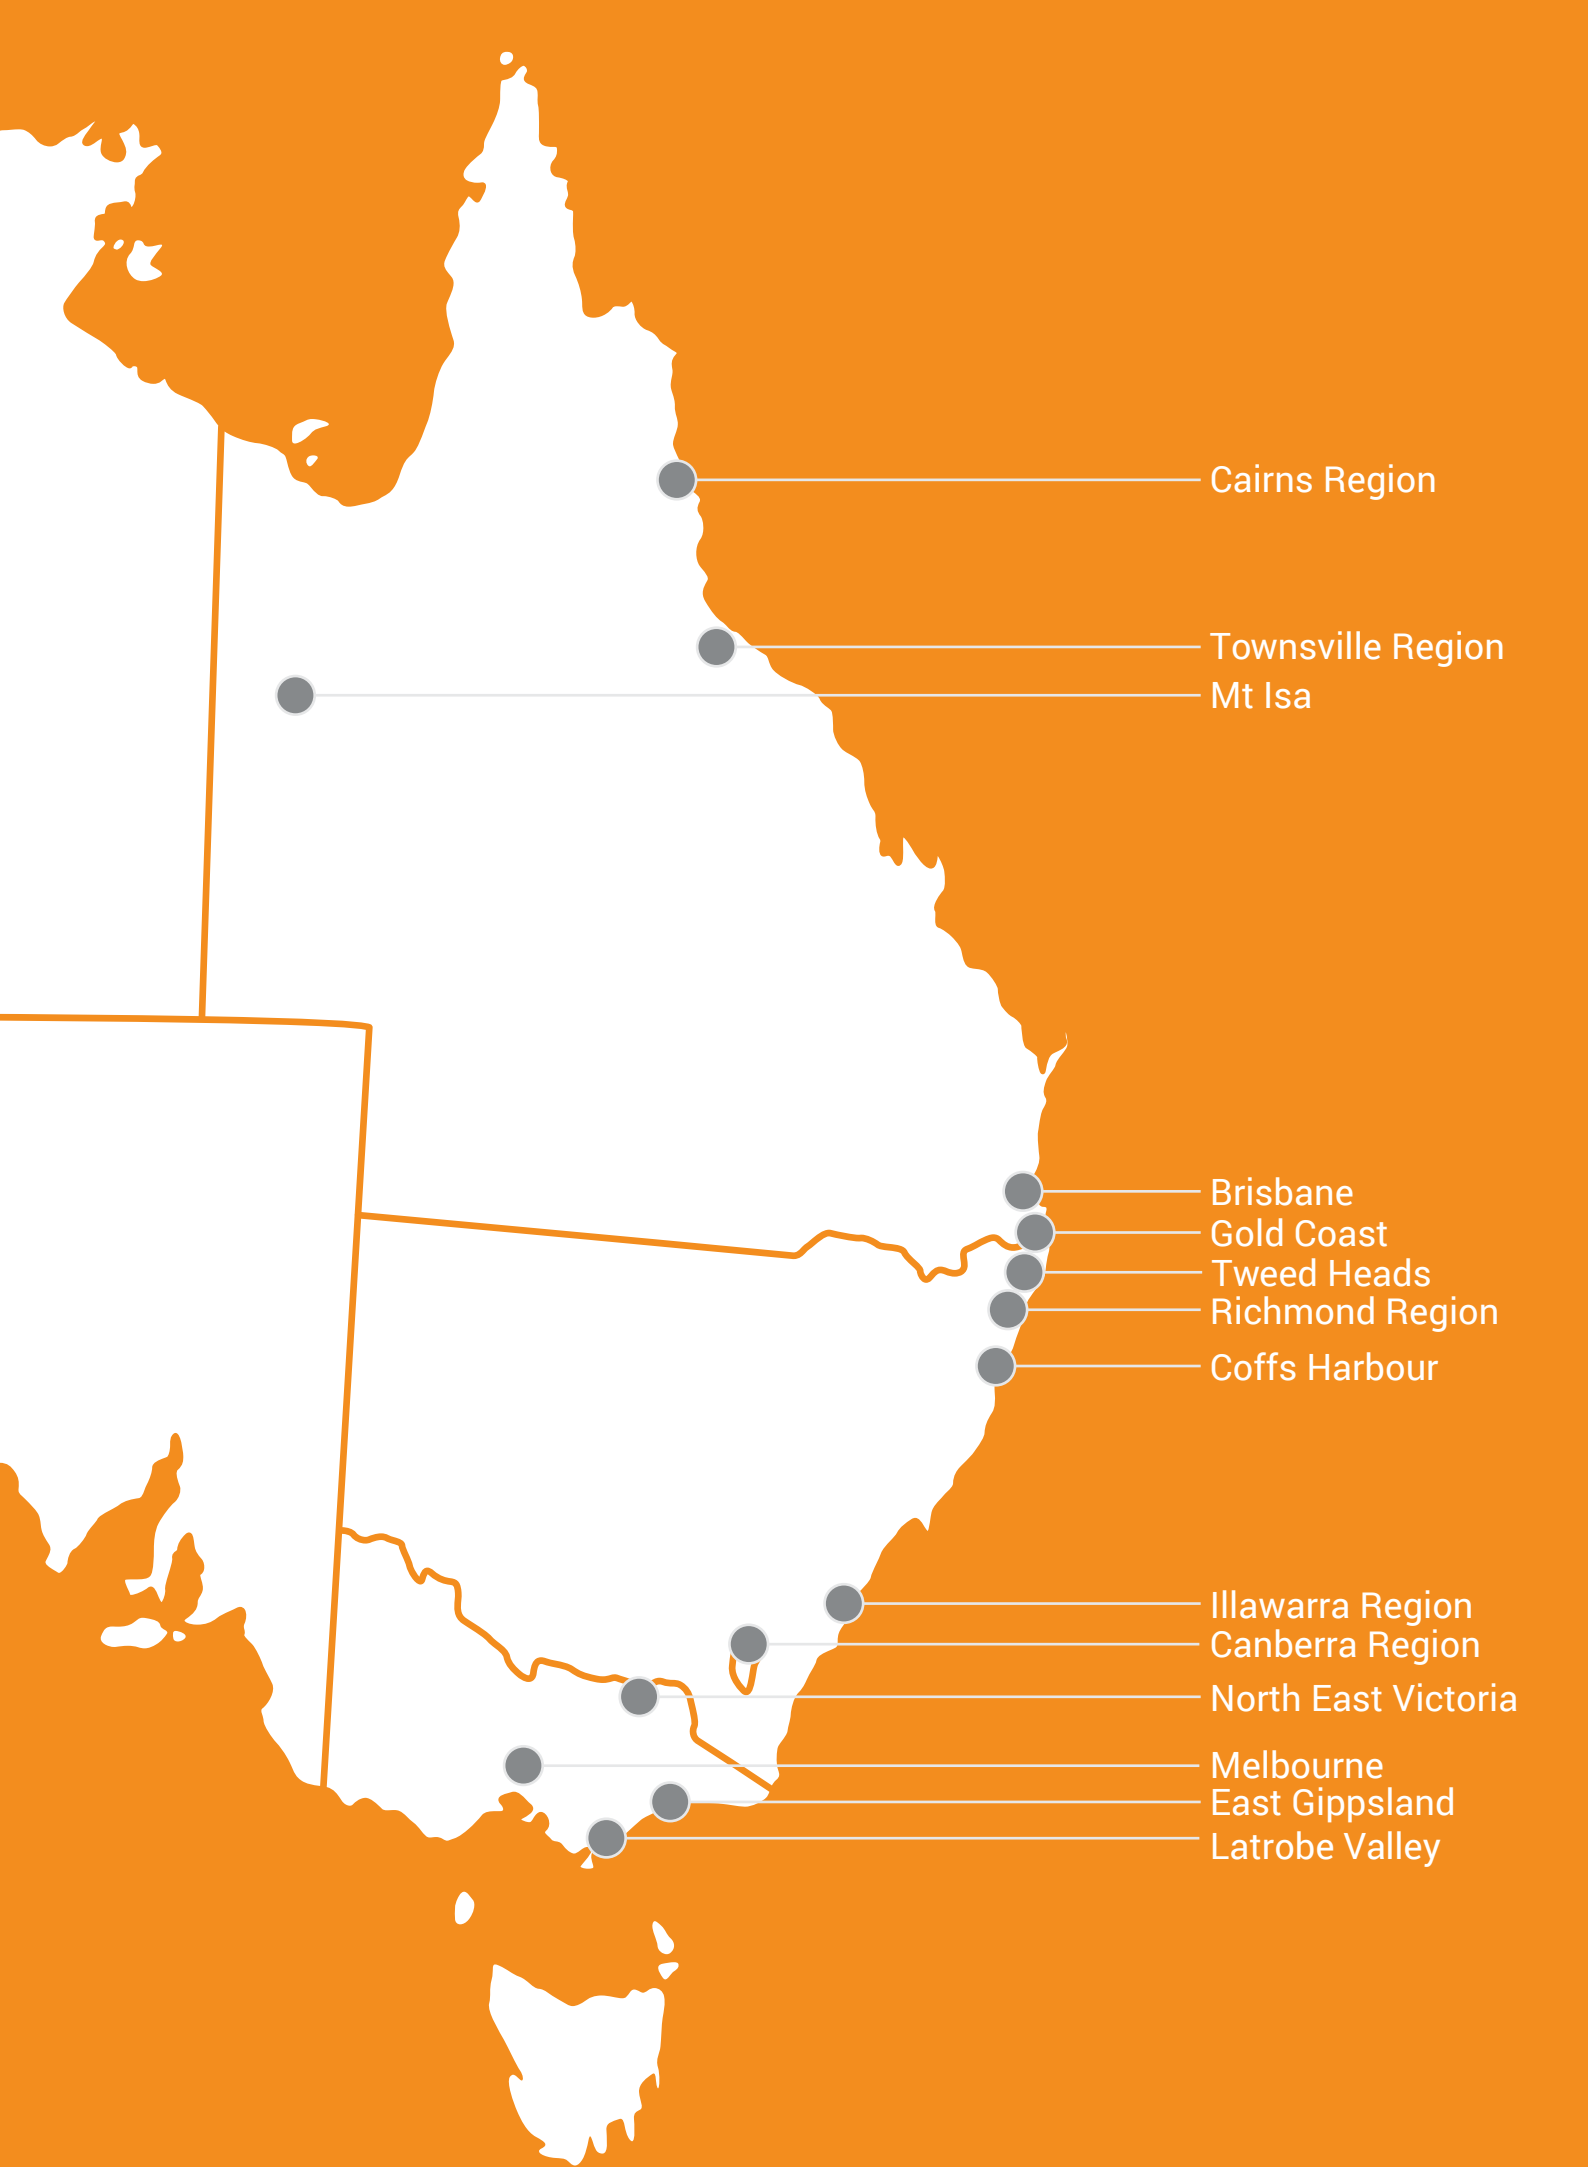 Cairns Region
Townsville Region
Mt Isa
Brisbane
Gold Coast
Tweed Heads
Richmond Region
Coffs Harbour
Illawarra Region
Canberra Region
North East Victoria
Melbourne
East Gippsland
Latrobe Valley